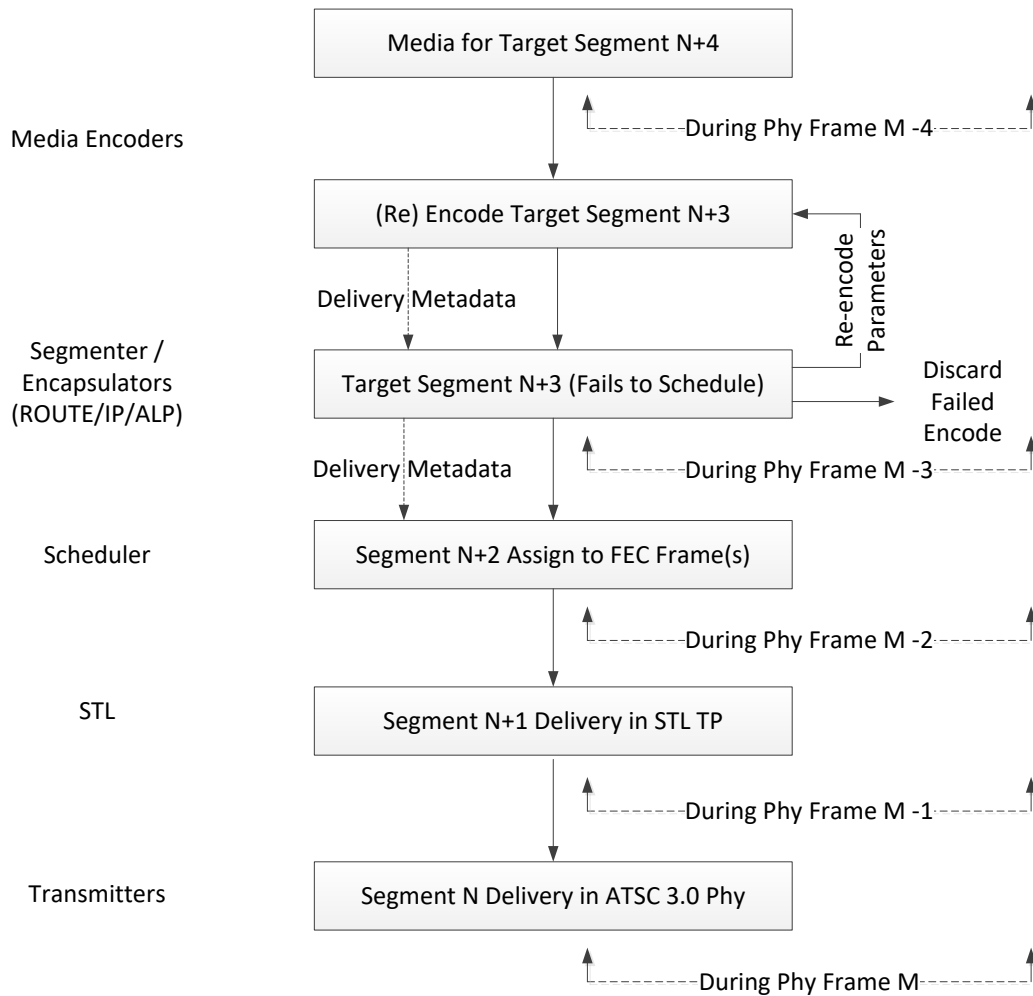 Media for Target Segment N+4
During Phy Frame M -4
Media Encoders
(Re) Encode Target Segment N+3
Re-encode
Parameters
Delivery Metadata
Segmenter /
Encapsulators
(ROUTE/IP/ALP)
Target Segment N+3 (Fails to Schedule)
Discard
Failed
Encode
Delivery Metadata
During Phy Frame M -3
Scheduler
Segment N+2 Assign to FEC Frame(s)
During Phy Frame M -2
STL
Segment N+1 Delivery in STL TP
During Phy Frame M -1
Transmitters
Segment N Delivery in ATSC 3.0 Phy
During Phy Frame M